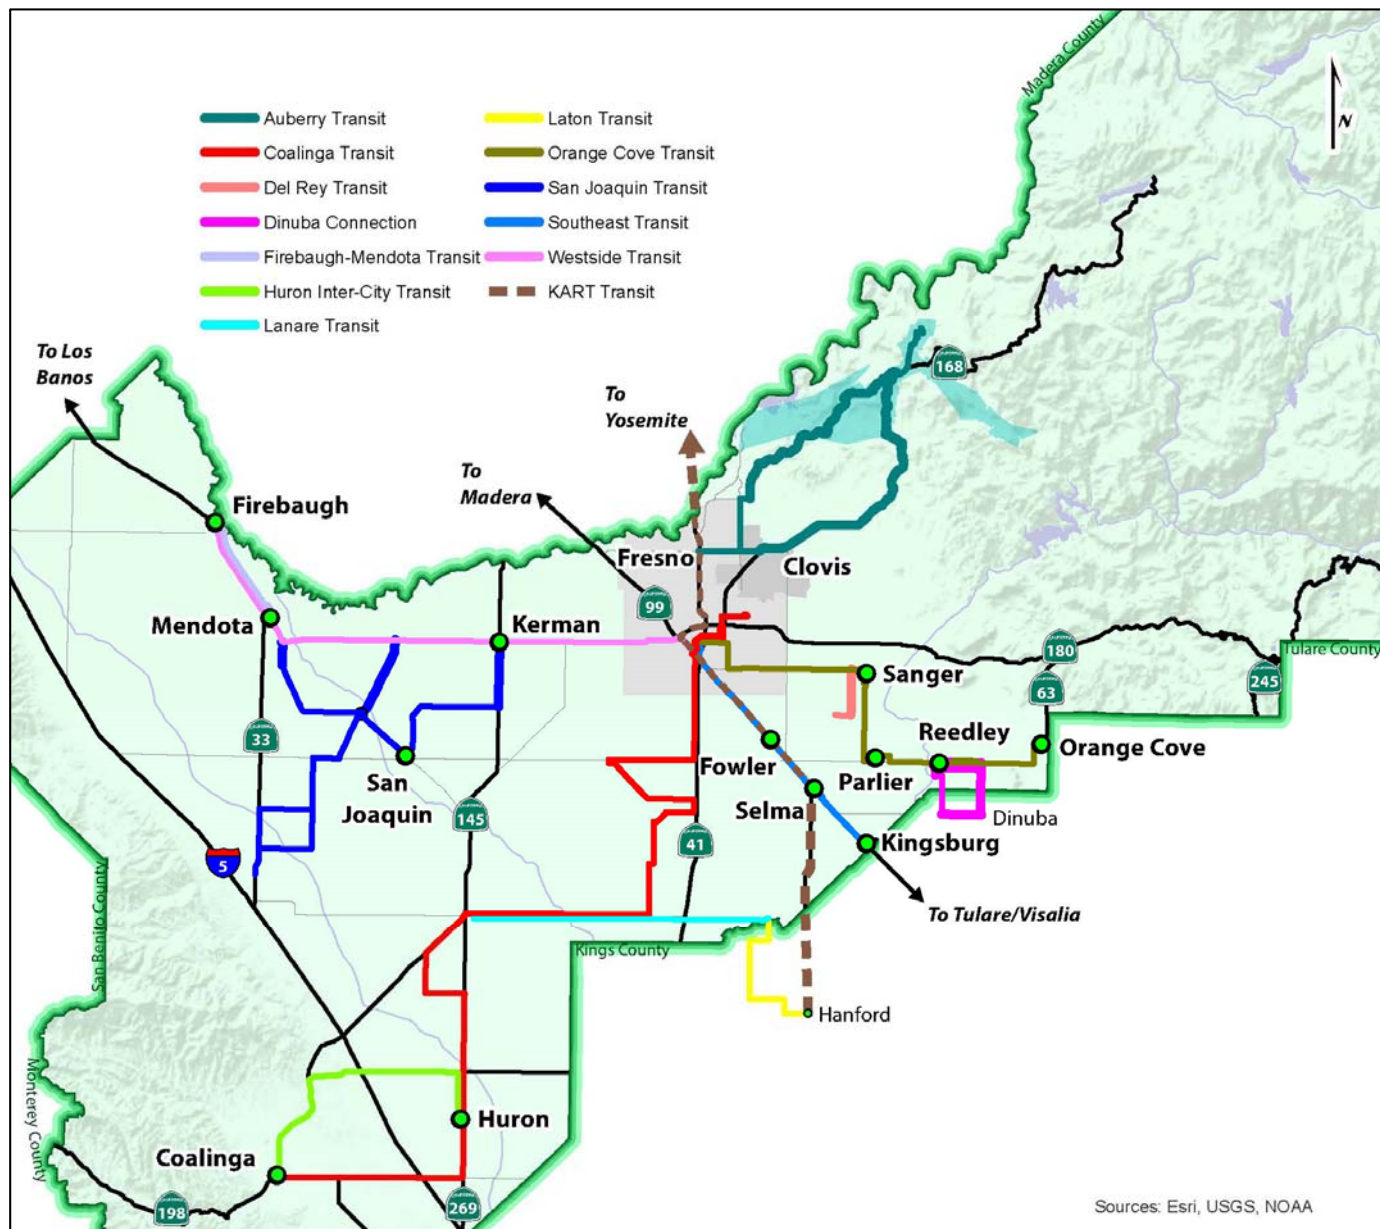 Madera County
N
Auberry Transit
Coalinga Transit
Del Rey Transit
Dinuba Connection
Firebaugh-Mendota Transit
Huron Inter-City Transit
Lanare Transit
Laton Transit
Orange Cove Transit
San Joaquin Transit
Southeast Transit
Westside Transit
KART Transit
To Los
Banos
To
Yosemite
168
To
Madera
Firebaugh
Fresno
Clovis
99
Mendota
Kerman
180
Tulare County
Sanger
63
245
33
Reedley
Orange Cove
San
Joaquin
Fowler
Parlier
Selma
145
Dinuba
41
Kingsburg
5
San Benito County
To Tulare/Visalia
Kings County
Hanford
Monterey County
Huron
Coalinga
198
269
Sources: Esri, USGS, NOAA